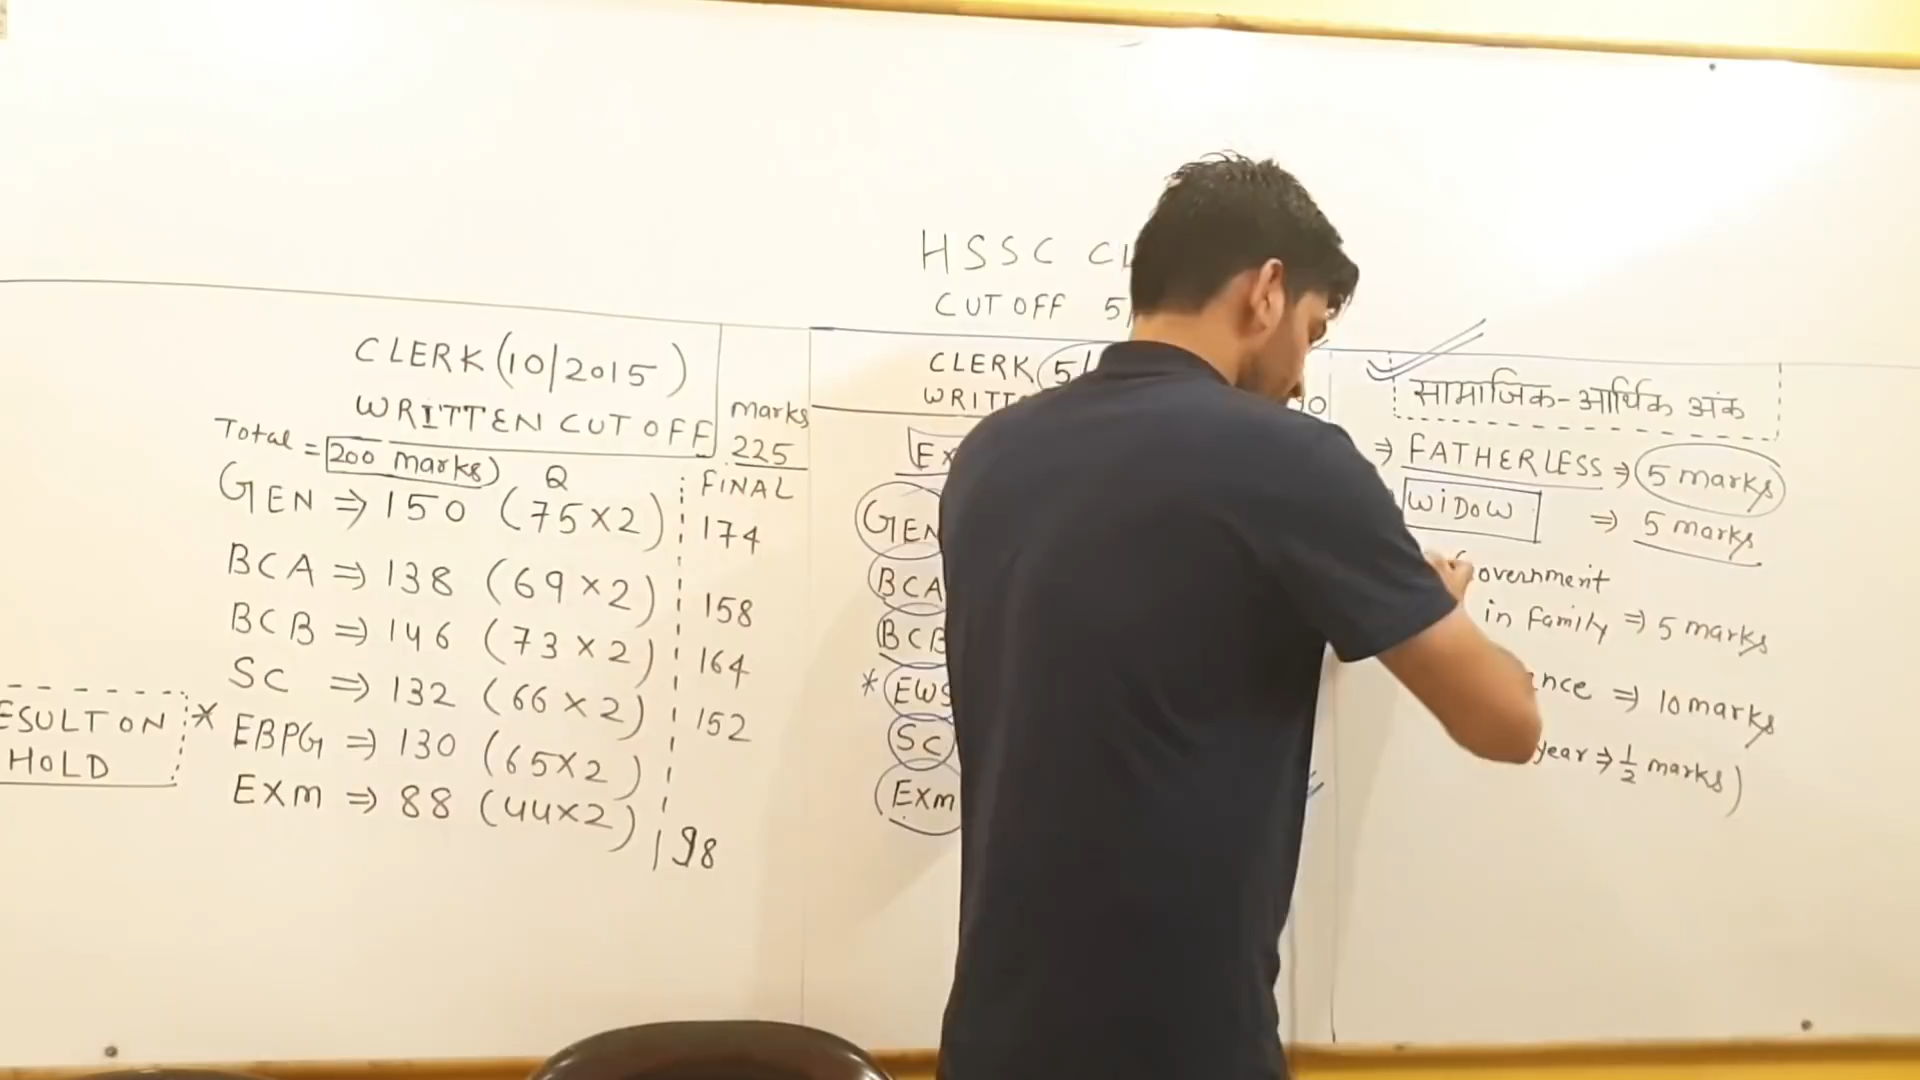 HSSC
CUT OFF 5/
CLERK (10/2015)
WRITTEN CUT OFF
marks
225
Total = 200 marks) Q
FINAL
GEN ⇒ 150 (75×2) 174
BCA ⇒ 138 (69×2) 158
BCB ⇒ 146 (73×2) 164
SC ⇒ 132 (66×2) 152
* EBPG ⇒ 130 (65×2)
EXM ⇒ 88 (44×2) 98
ESULT ON
HOLD
CLERK 5/
WRITT
GEN
BCA
BCB
* EWS
SC
EXM
सामाजिक-आर्थिक अंक
⇒ FATHERLESS ⇒ 5 marks
WiDOW ⇒ 5 marks
overnment
in family ⇒ 5 marks
nce ⇒ 10 marks
year ⇒ 1/2 marks)